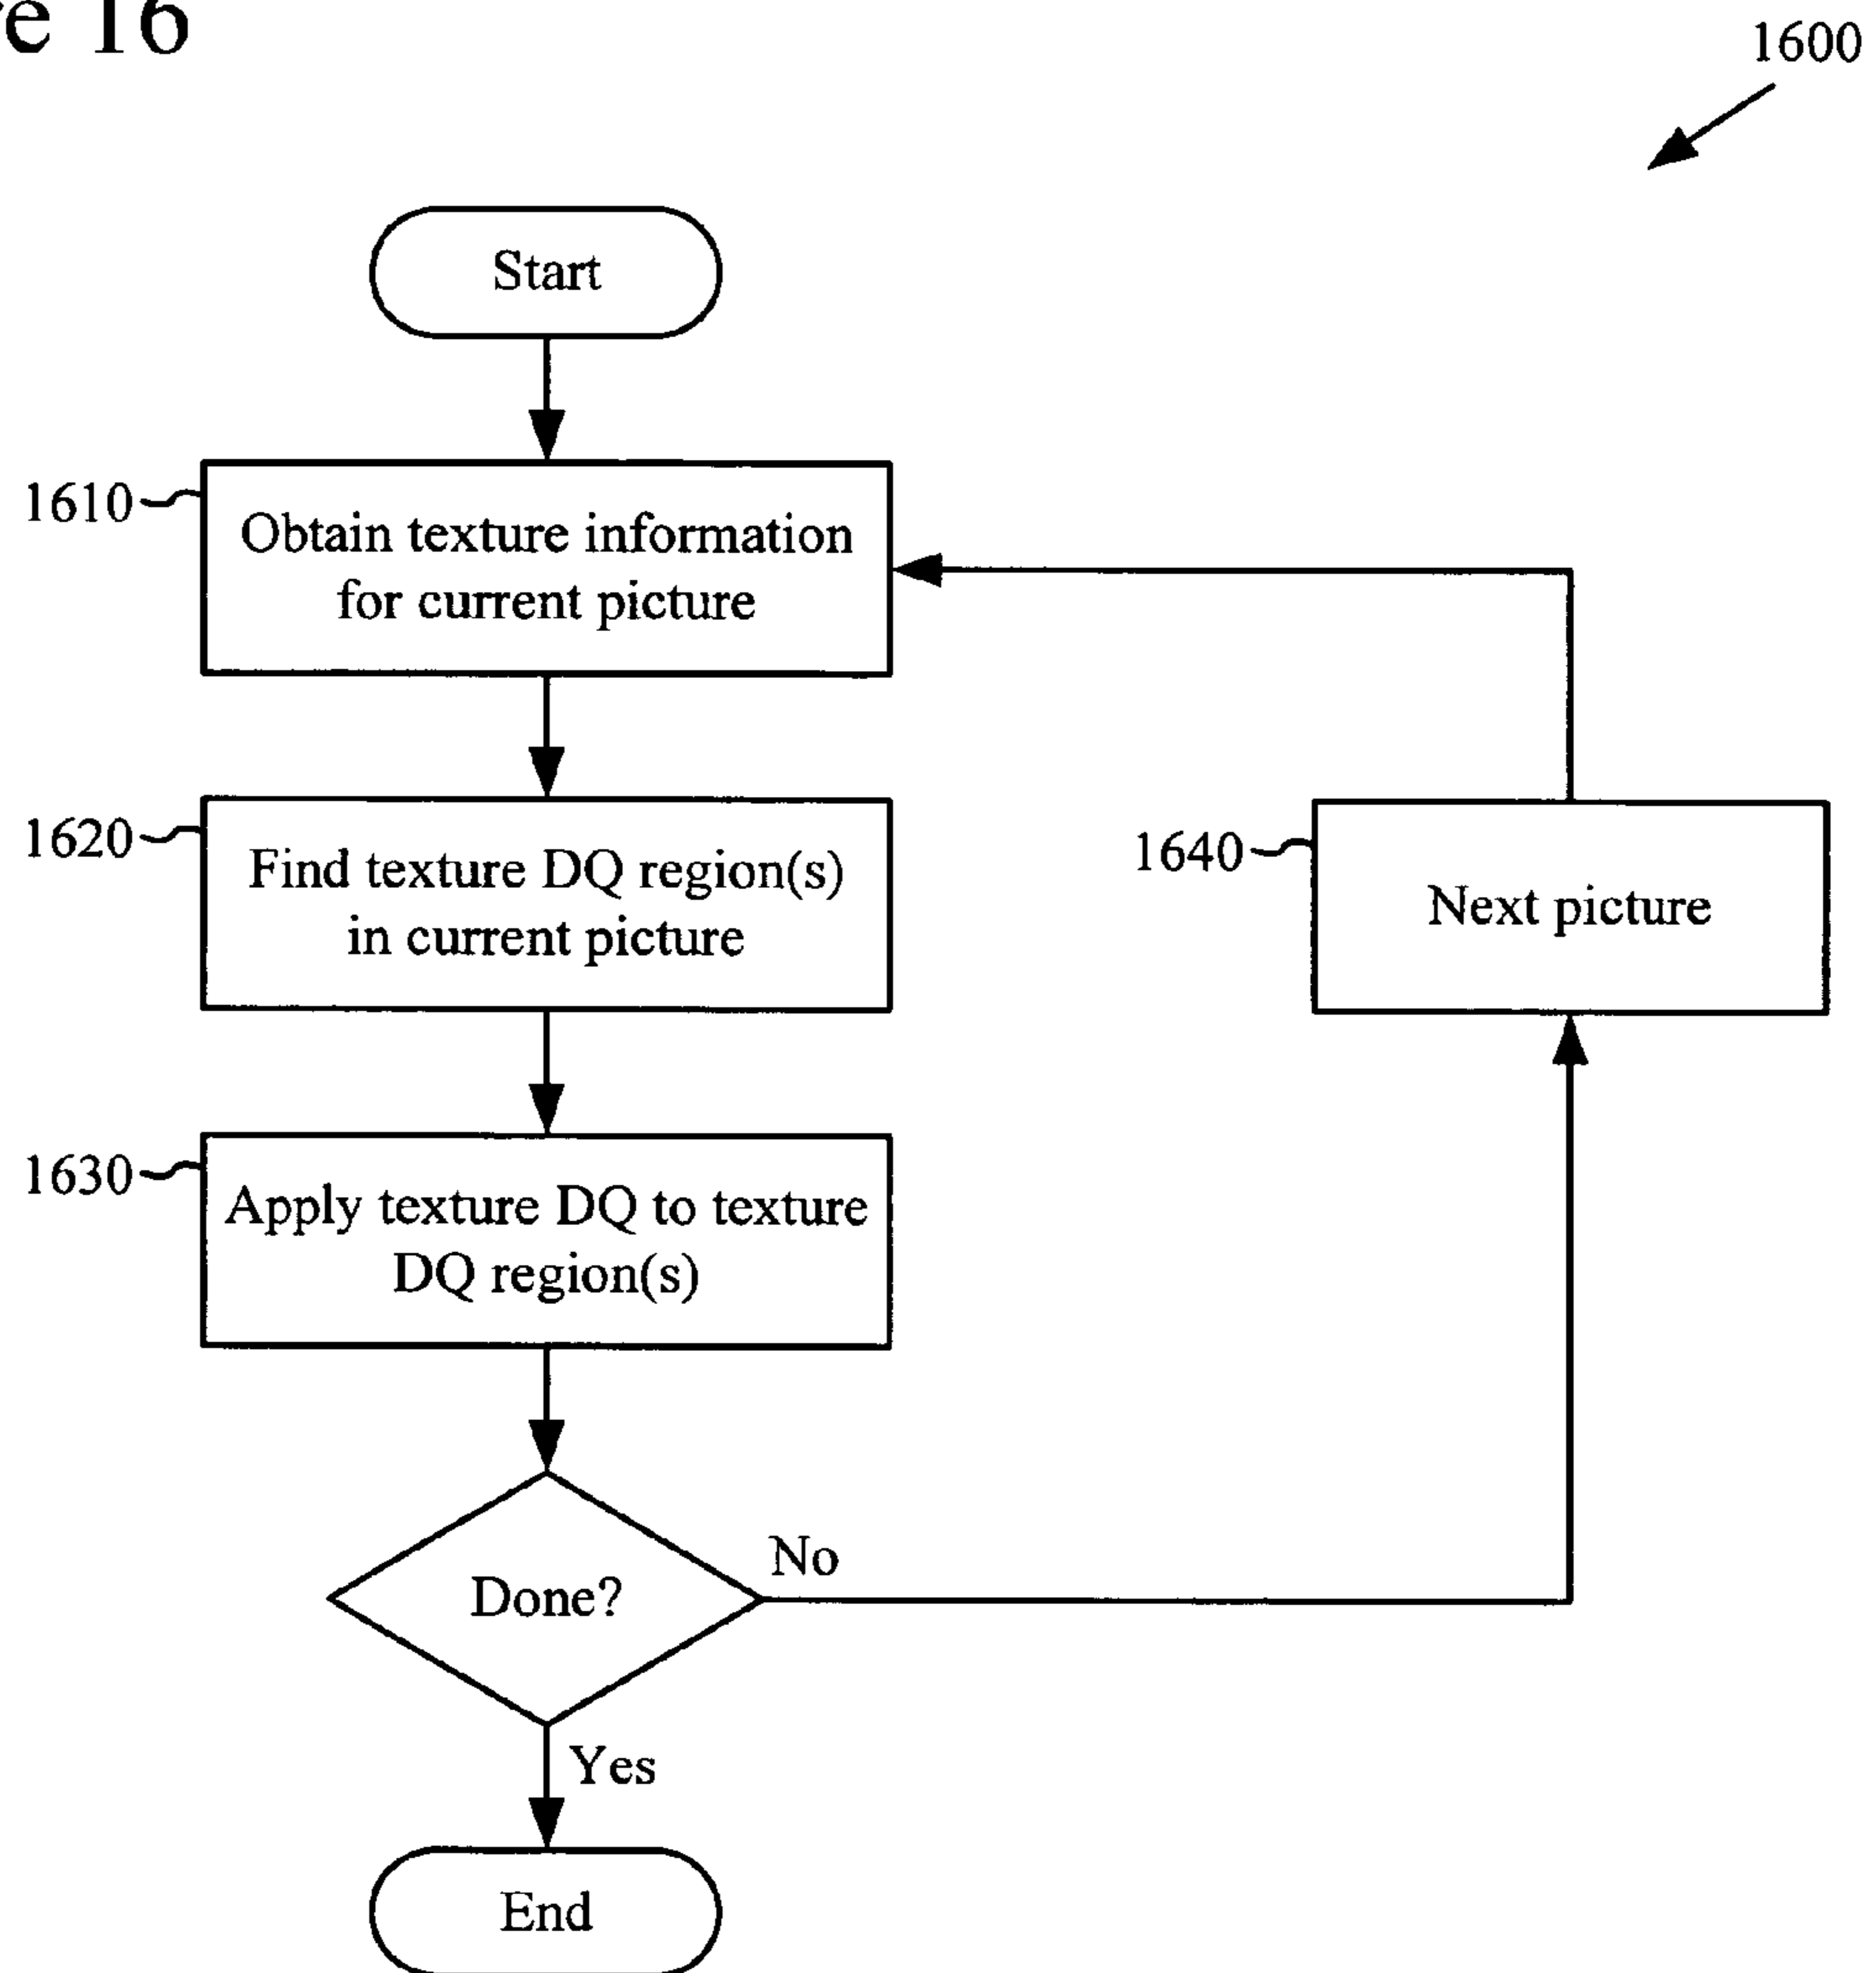 16
1600
Start
1610
Obtain texture information
for current picture
1620
Find texture DQ region(s)
in current picture
1640
Next picture
1630
Apply texture DQ to texture
DQ region(s)
Done?
No
Yes
End